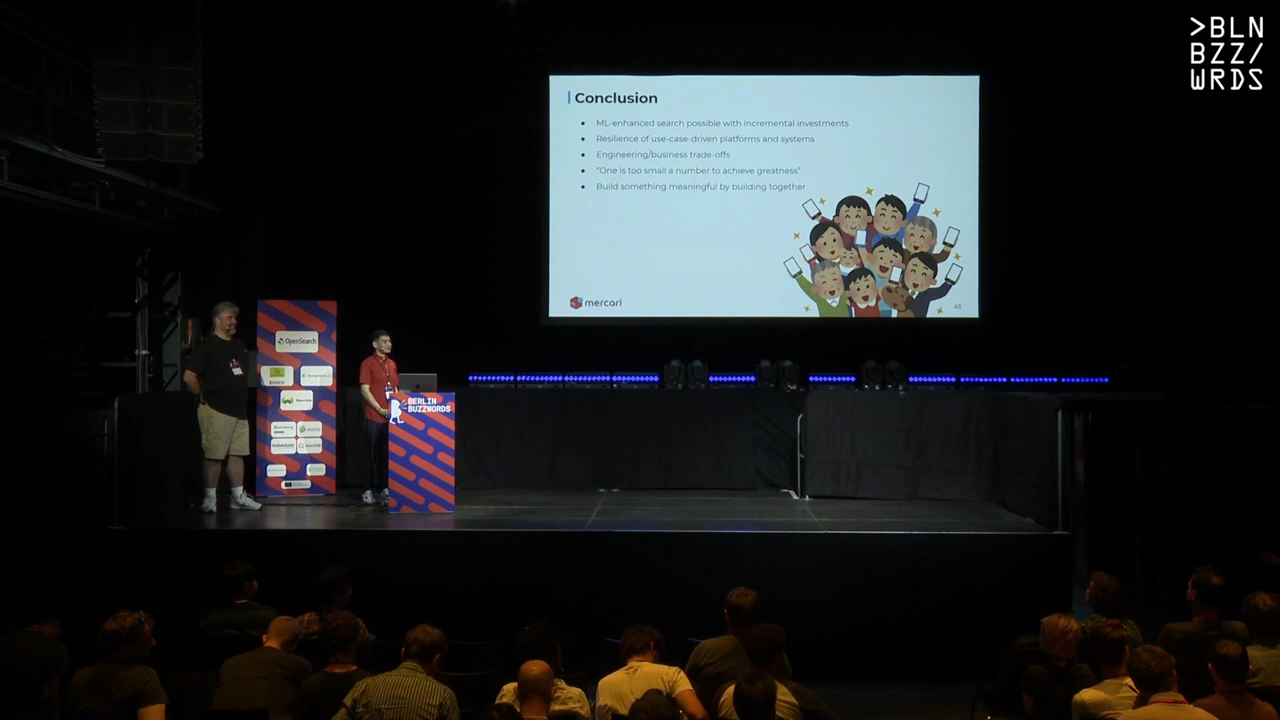 >BLN
BZZ/
WRDS
Conclusion
ML-enhanced search possible with incremental investments
Resilience of use-case-driven platforms and systems
Engineering/business trade-offs
"One is too small a number to achieve greatness"
Build something meaningful by building together
mercari
43
OpenSearch
BERLIN
BUZZWORDS